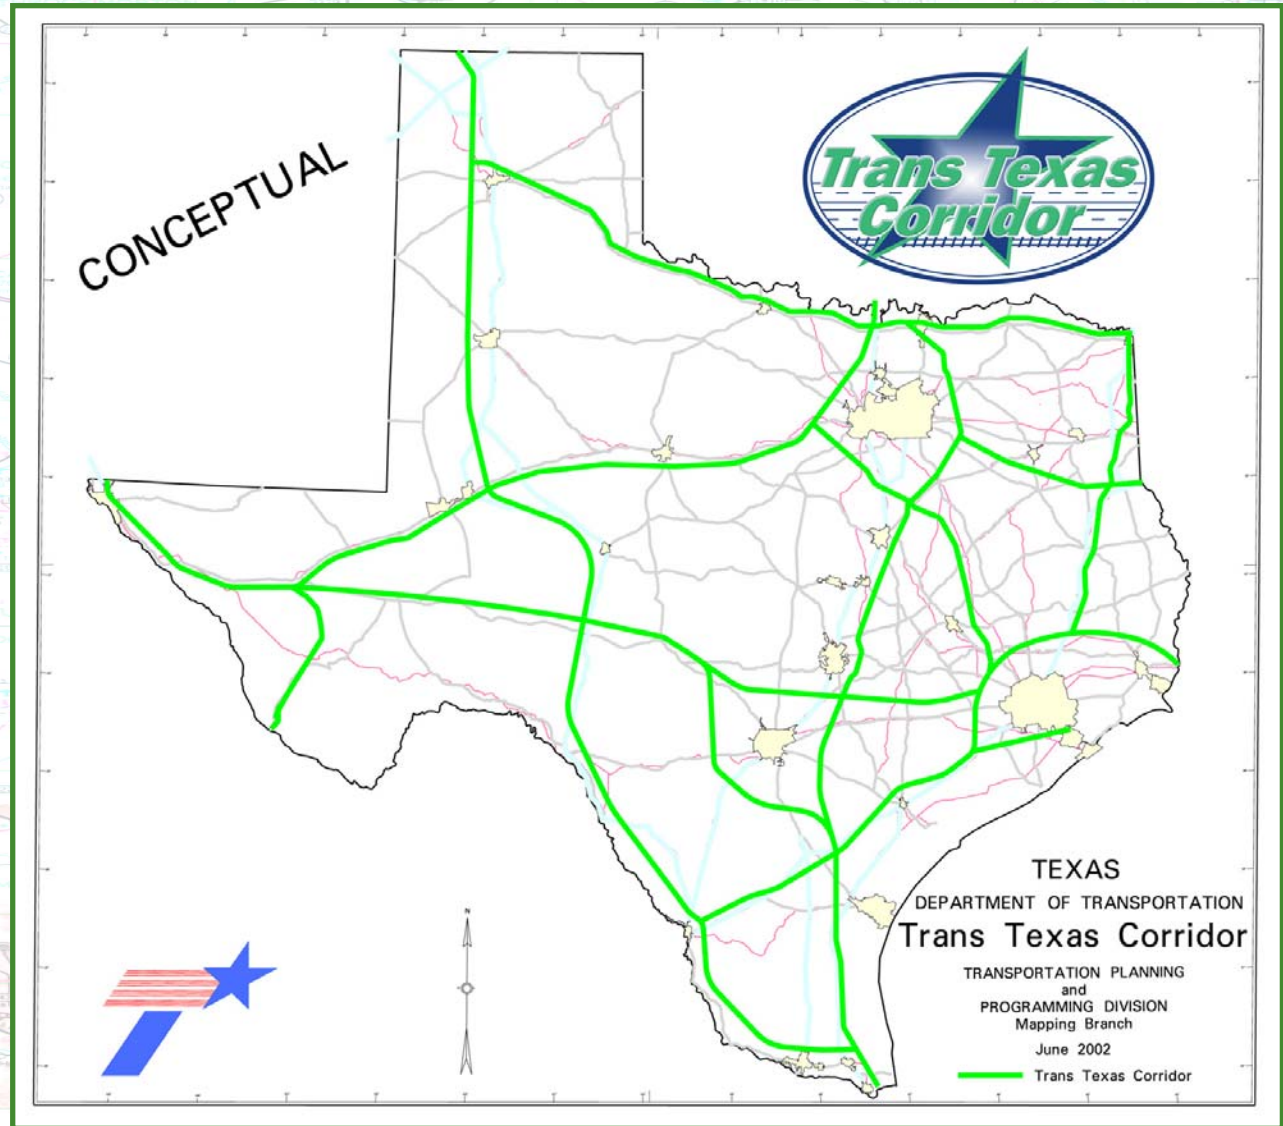 CONCEPTUAL
Trans Texas
Corridor
TEXAS
DEPARTMENT OF TRANSPORTATION
Trans Texas Corridor
TRANSPORTATION PLANNING
and
PROGRAMMING DIVISION
Mapping Branch
June 2002
Trans Texas Corridor
N